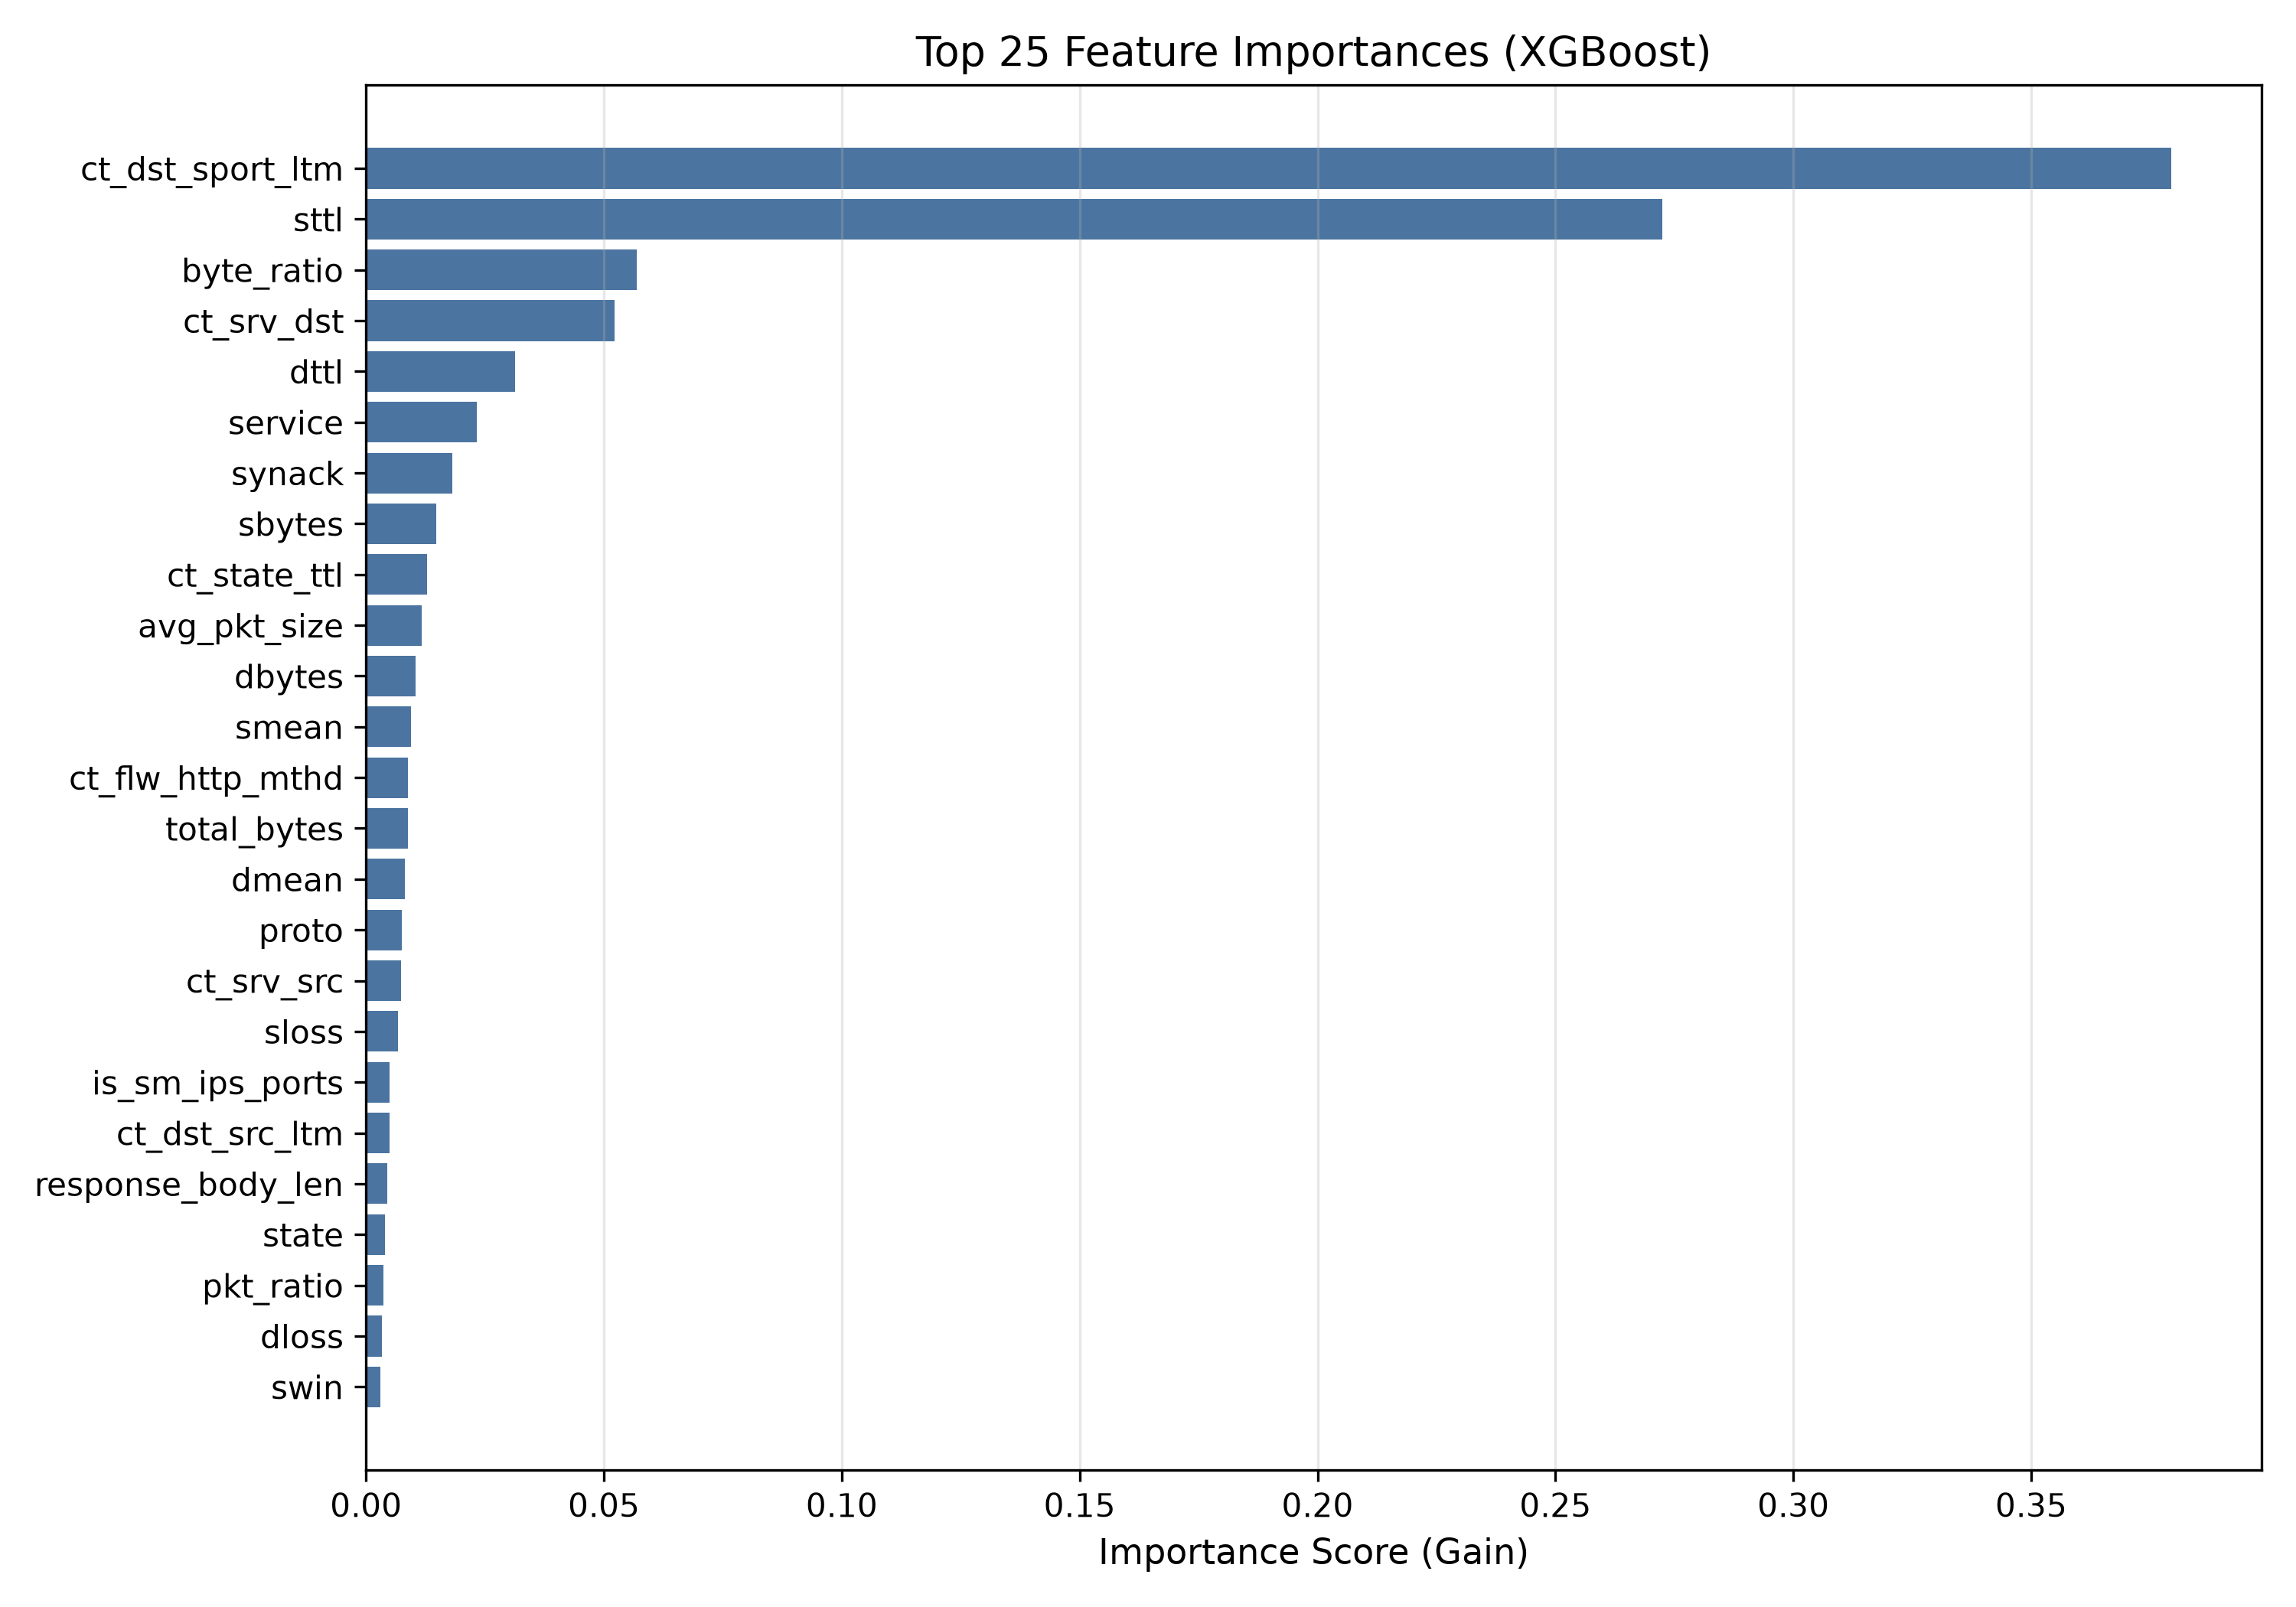 Top 25 Feature Importances (XGBoost)
ct_dst_sport_ltm
sttl
byte_ratio
ct_srv_dst
dttl
service
synack
sbytes
ct_state_ttl
avg_pkt_size
dbytes
smean
ct_flw_http_mthd
total_bytes
dmean
proto
ct_srv_src
sloss
is_sm_ips_ports
ct_dst_src_ltm
response_body_len
state
pkt_ratio
dloss
swin
0.00 0.05 0.10 0.15 0.20 0.25 0.30 0.35
Importance Score (Gain)